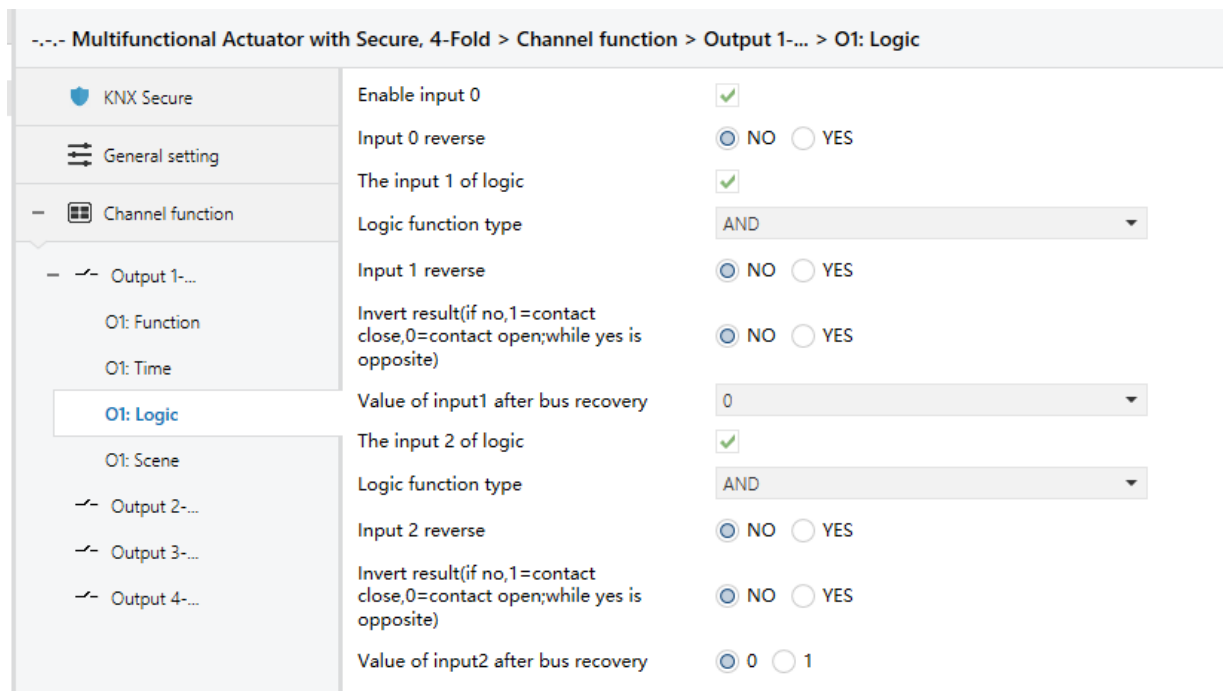 -.-.- Multifunctional Actuator with Secure, 4-Fold > Channel function > Output 1-... > O1: Logic
KNX Secure
General setting
Channel function
Output 1-...
O1: Function
O1: Time
O1: Logic
O1: Scene
Output 2-...
Output 3-...
Output 4-...
Enable input 0
Input 0 reverse NO YES
The input 1 of logic
Logic function type AND
Input 1 reverse NO YES
Invert result(if no,1=contact
close,0=contact open;while yes is
opposite) NO YES
Value of input1 after bus recovery 0
The input 2 of logic
Logic function type AND
Input 2 reverse NO YES
Invert result(if no,1=contact
close,0=contact open;while yes is
opposite) NO YES
Value of input2 after bus recovery 0 1